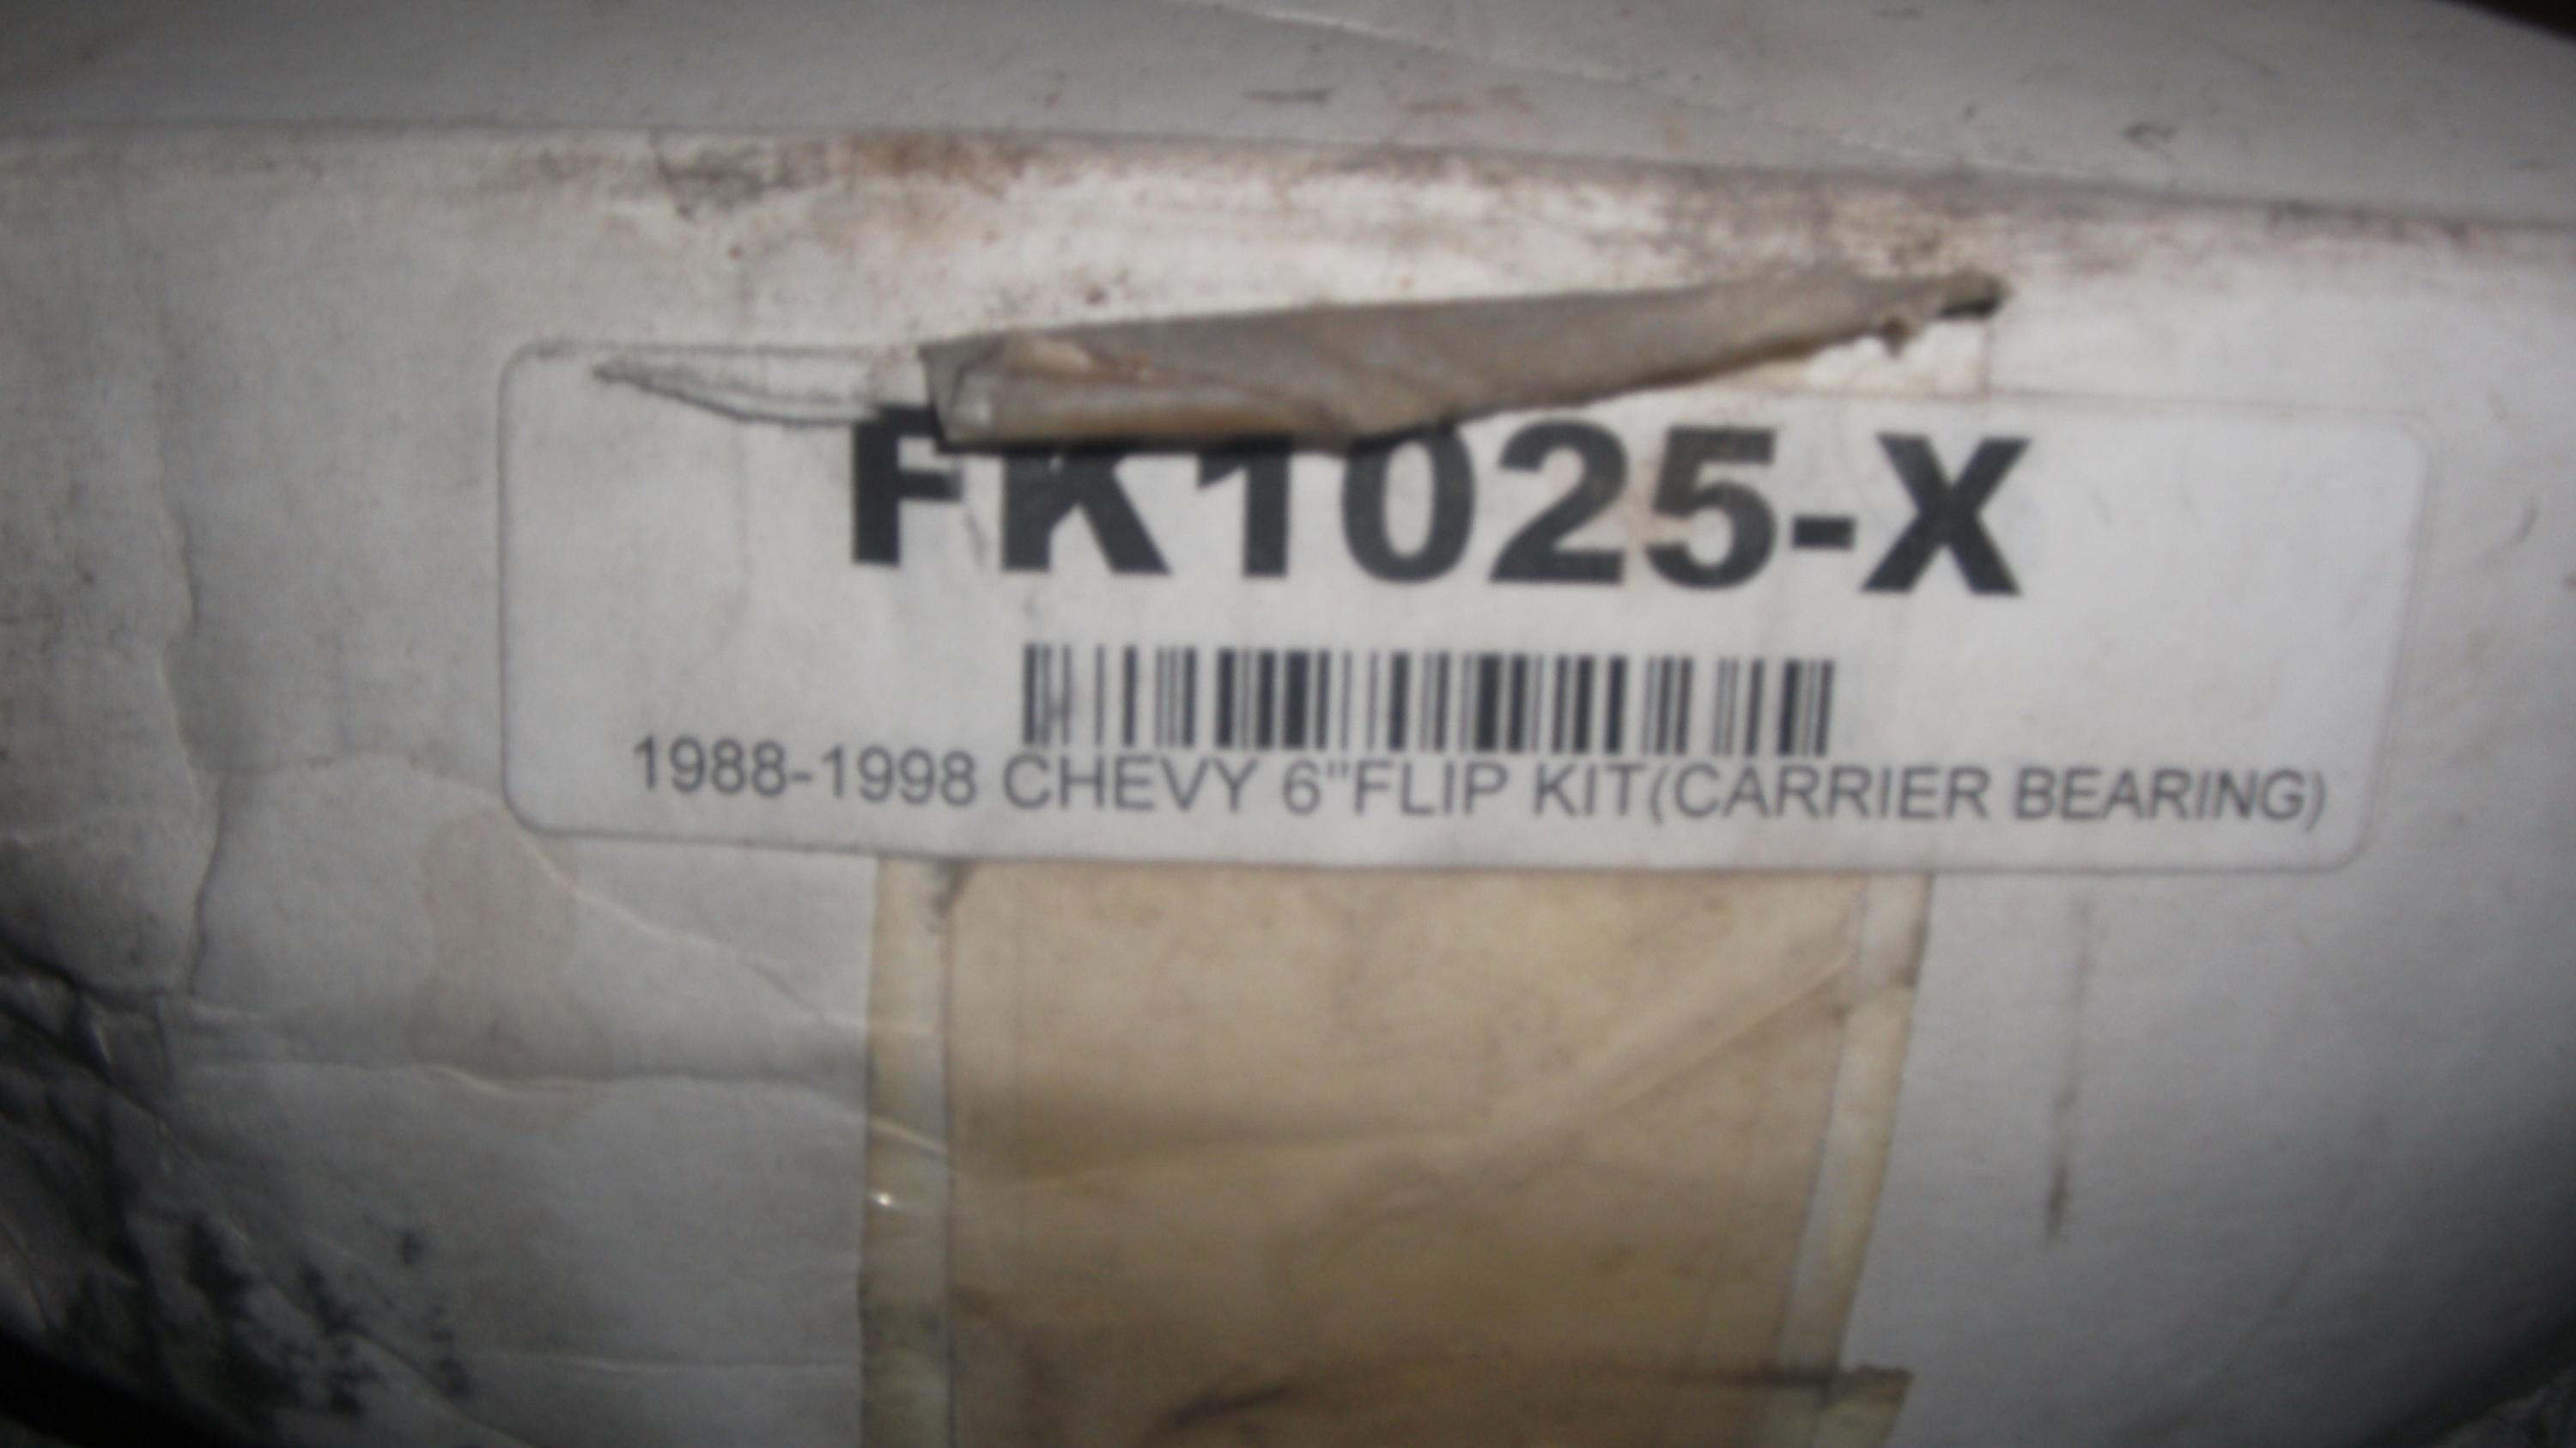 FK1025-X
1988-1998 CHEVY 6"FLIP KIT(CARRIER BEARING)